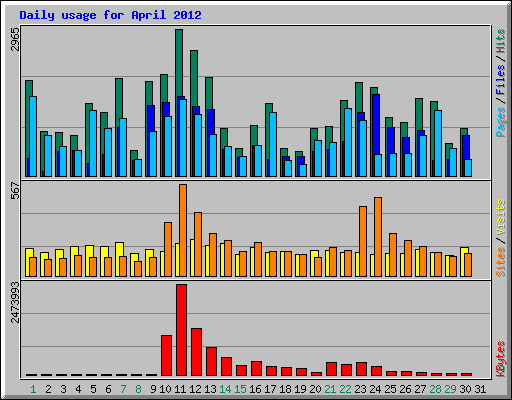 Daily usage for April 2012
2965
Pages / Files / Hits
567
Sites / Visits
2473993
KBytes
1 2 3 4 5 6 7 8 9 10 11 12 13 14 15 16 17 18 19 20 21 22 23 24 25 26 27 28 29 30 31